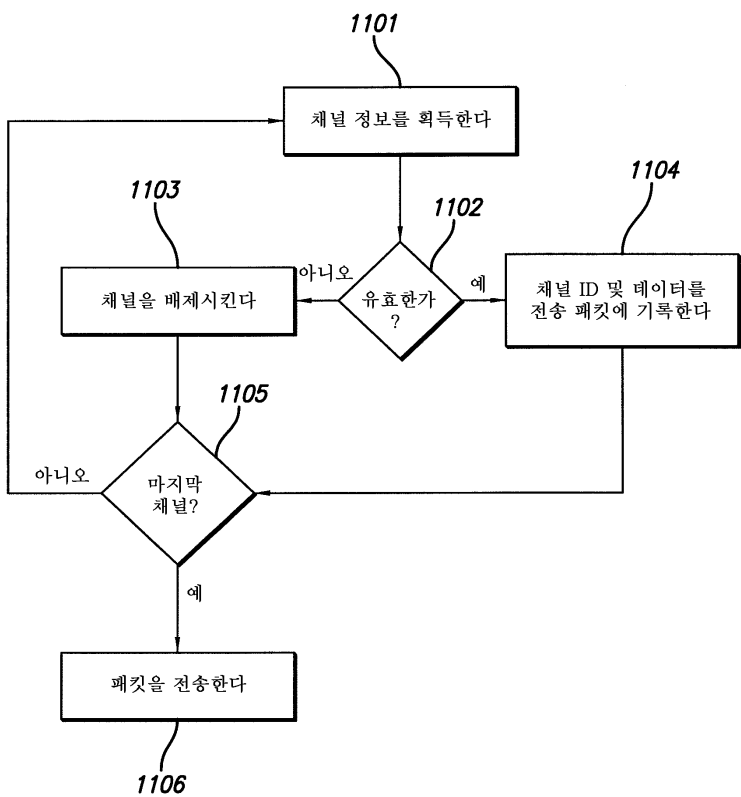 1101
채널 정보를 획득한다
1104
1103
1102
아니오
예
채널을 배제시킨다
유효한가
?
채널 ID 및 데이터를
전송 패킷에 기록한다
1105
아니오
마지막
채널?
예
패킷을 전송한다
1106